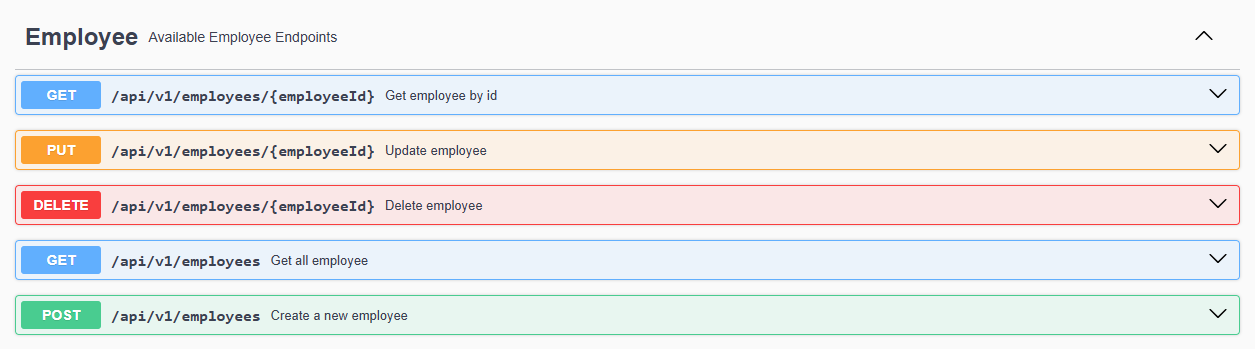 Employee Available Employee Endpoints
GET /api/v1/employees/{employeeId} Get employee by id
PUT /api/v1/employees/{employeeId} Update employee
DELETE /api/v1/employees/{employeeId} Delete employee
GET /api/v1/employees Get all employee
POST /api/v1/employees Create a new employee